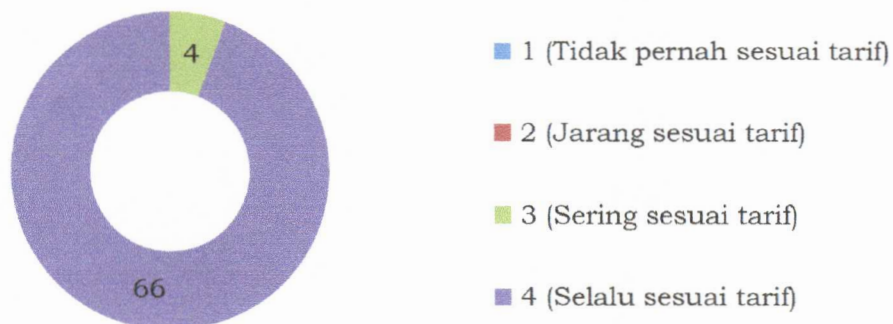 4
66
1 (Tidak pernah sesuai tarif)
2 (Jarang sesuai tarif)
3 (Sering sesuai tarif)
4 (Selalu sesuai tarif)